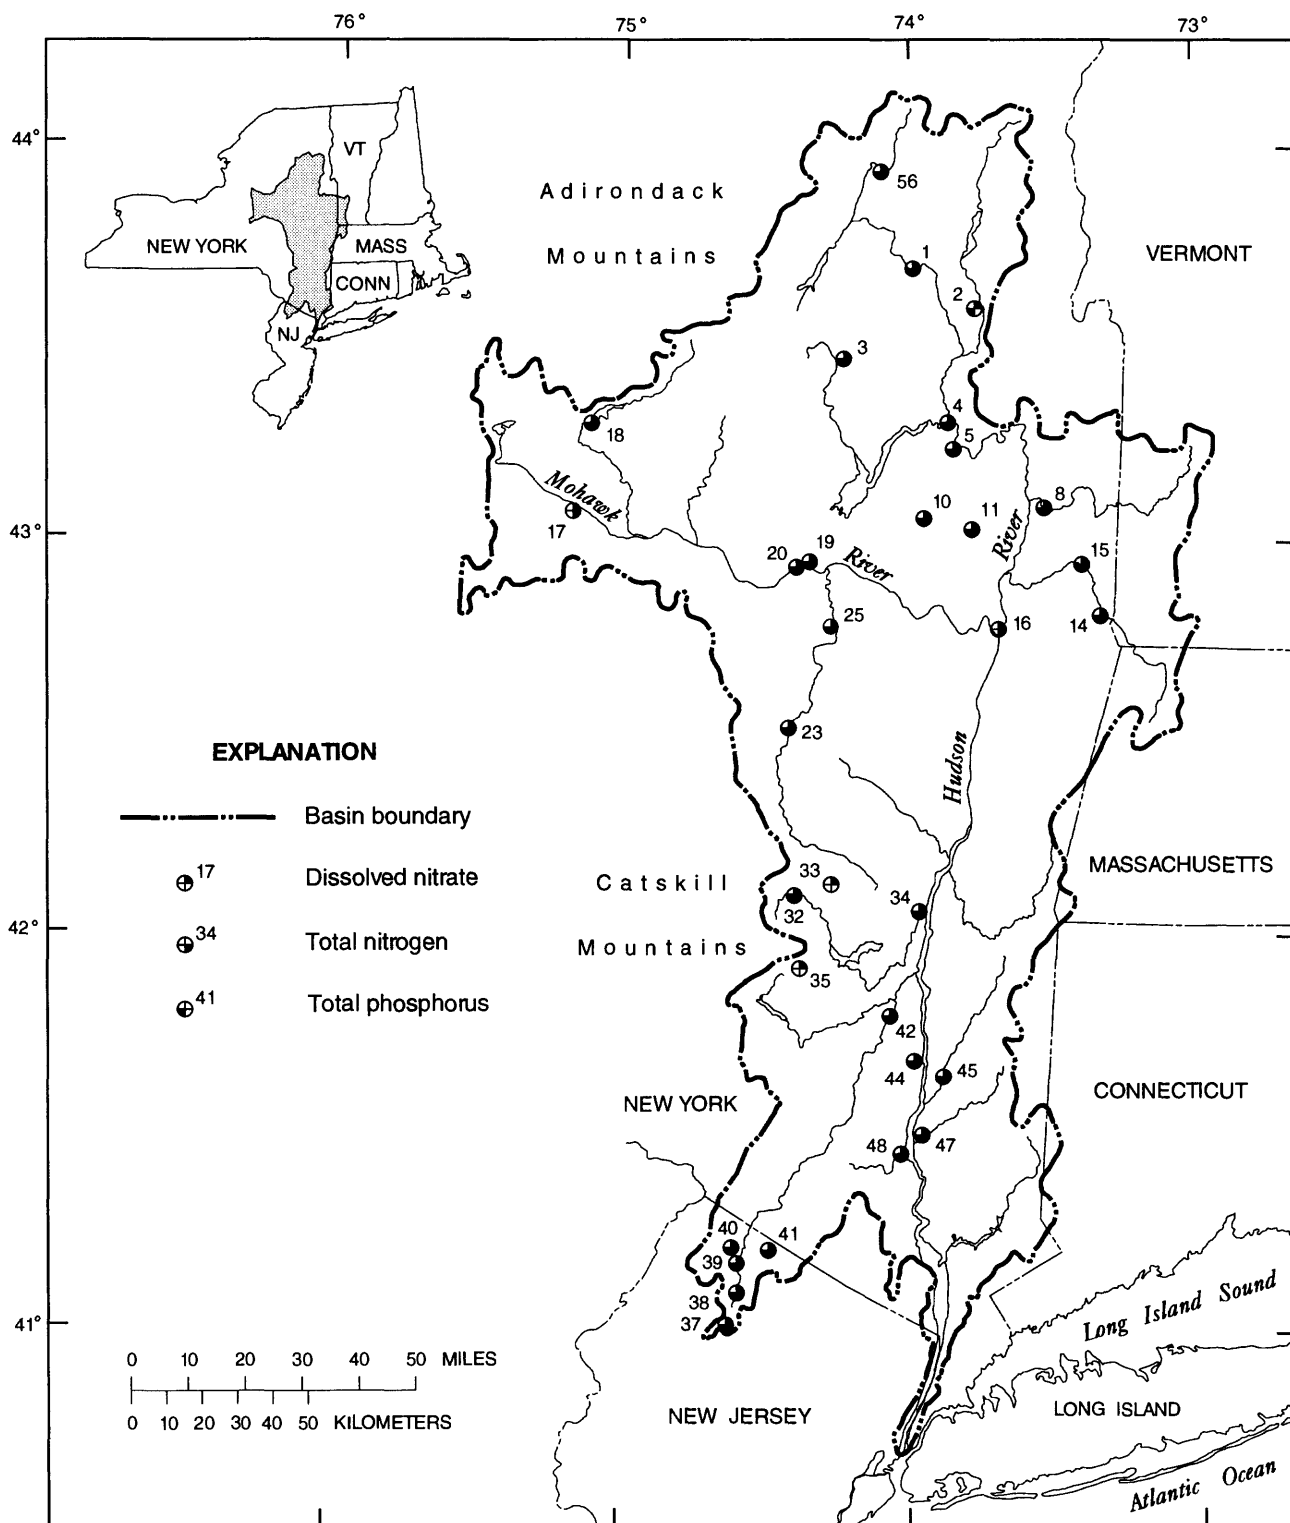 76° 75° 74° 73°
44°
43°
42°
41°
VT
NEW YORK
MASS
CONN
NJ
Adirondack
Mountains
VERMONT
56
1
2
3
4
5
18
Mohawk
17
10
11
River
8
15
20
19
River
25
16
14
23
Hudson
EXPLANATION
Basin boundary
17 Dissolved nitrate
34 Total nitrogen
41 Total phosphorus
MASSACHUSETTS
Catskill
Mountains
33
32
34
35
42
44
45
47
48
NEW YORK
CONNECTICUT
40
41
39
38
37
Long Island Sound
LONG ISLAND
Atlantic Ocean
NEW JERSEY
0 10 20 30 40 50 MILES
0 10 20 30 40 50 KILOMETERS